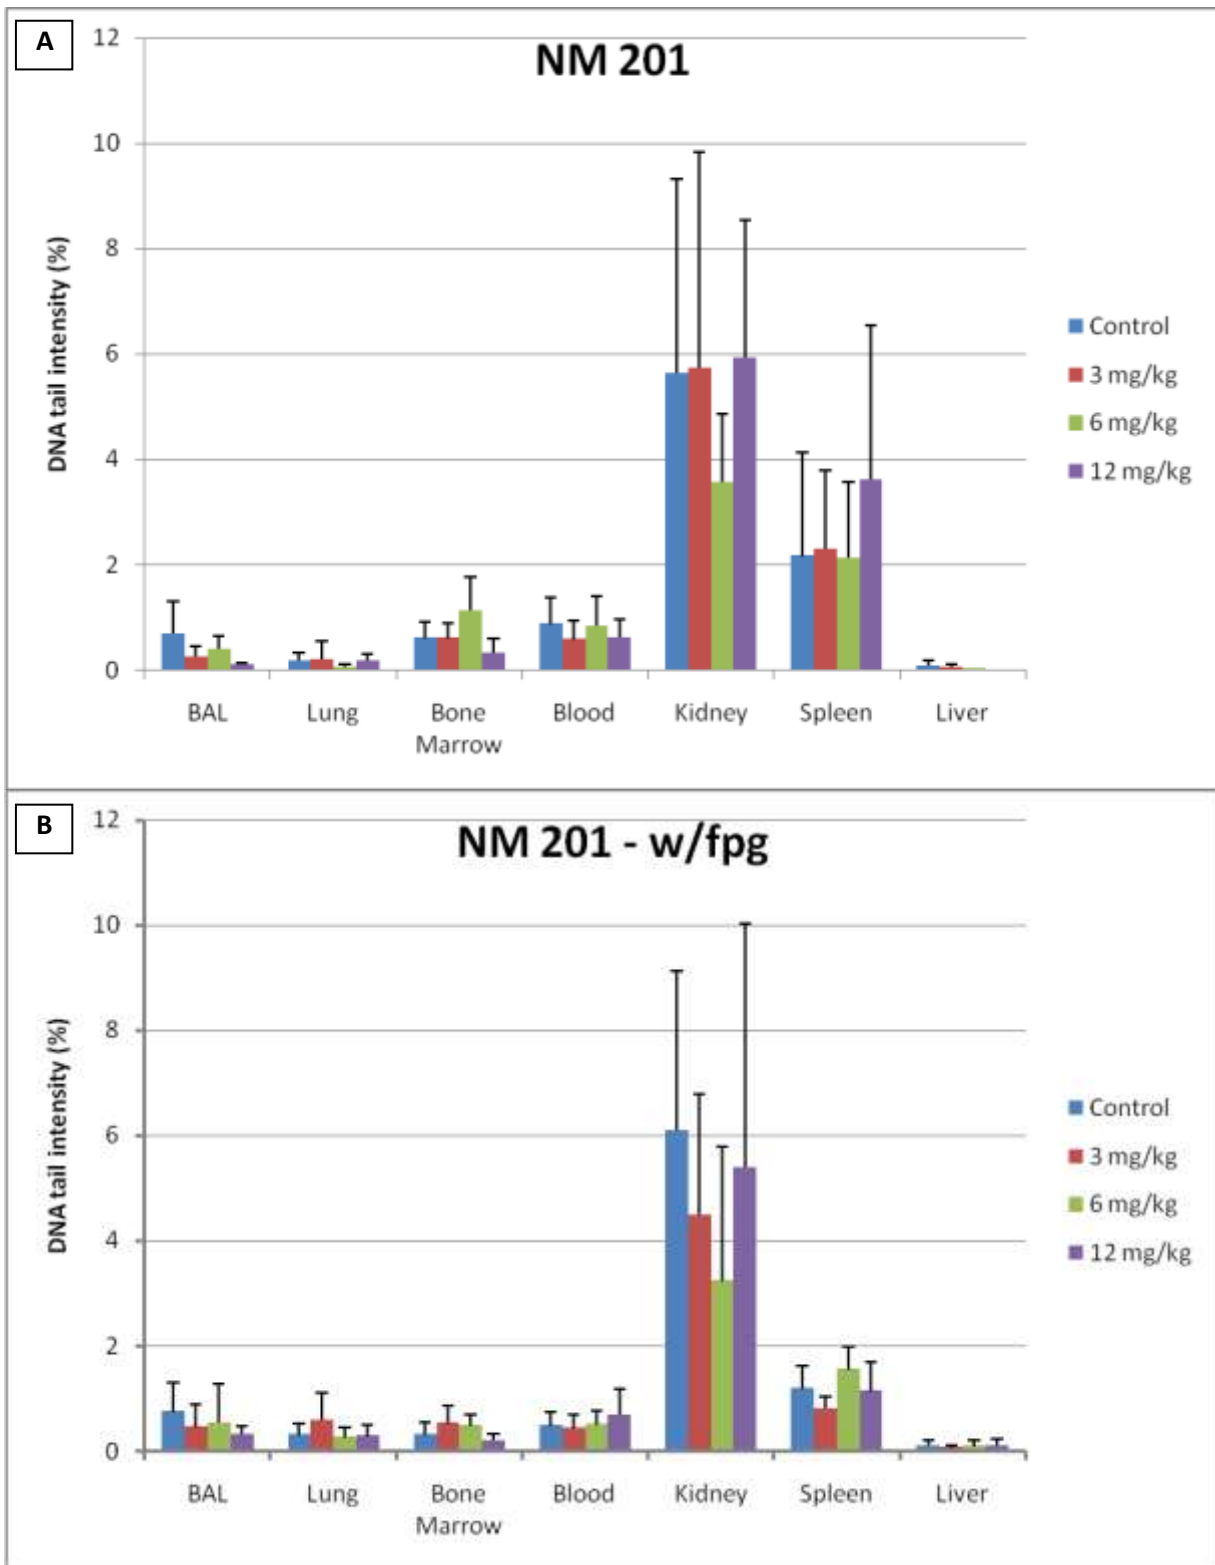 A
NM 201
DNA tail intensity (%)
12
10
8
6
4
2
0
BAL
Lung
Bone
Marrow
Blood
Kidney
Spleen
Liver
Control
3 mg/kg
6 mg/kg
12 mg/kg
B
NM 201 - w/fpg
DNA tail intensity (%)
12
10
8
6
4
2
0
BAL
Lung
Bone
Marrow
Blood
Kidney
Spleen
Liver
Control
3 mg/kg
6 mg/kg
12 mg/kg